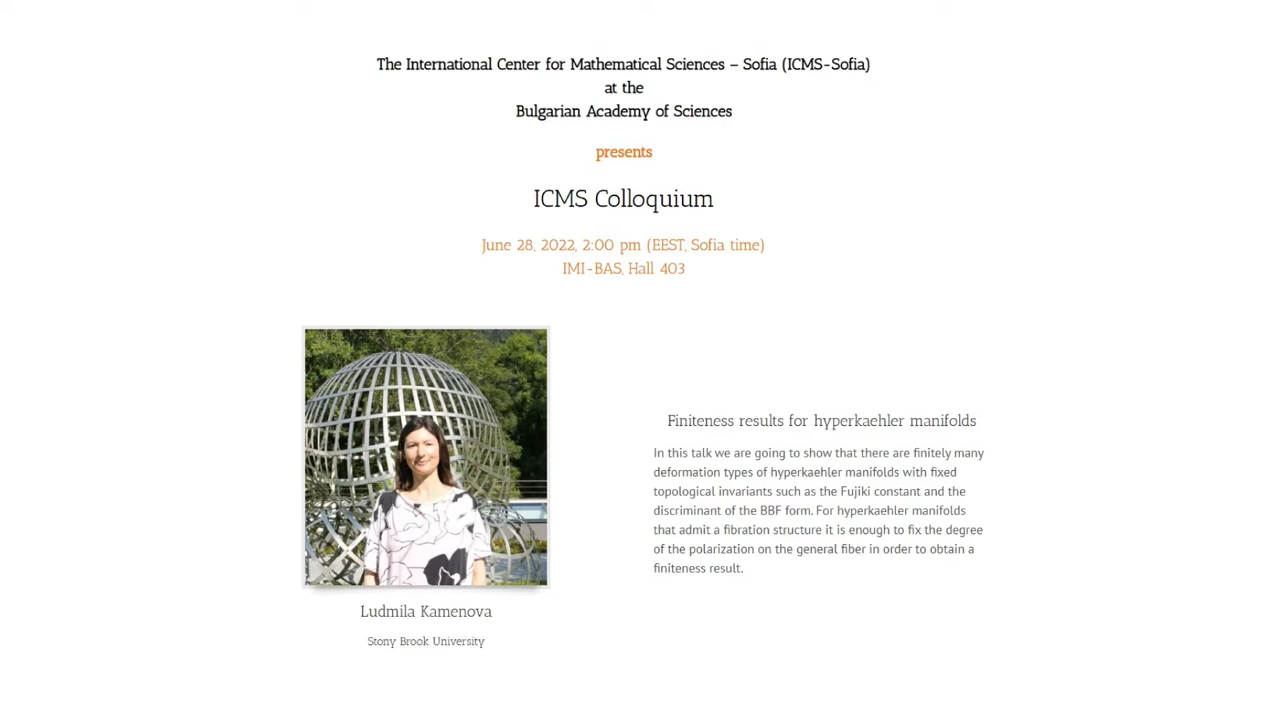 The International Center for Mathematical Sciences – Sofia (ICMS-Sofia)
at the
Bulgarian Academy of Sciences
presents
ICMS Colloquium
June 28, 2022, 2:00 pm (EEST, Sofia time)
IMI-BAS, Hall 403
Finiteness results for hyperkaehler manifolds
In this talk we are going to show that there are finitely many
deformation types of hyperkaehler manifolds with fixed
topological invariants such as the Fujiki constant and the
discriminant of the BBF form. For hyperkaehler manifolds
that admit a fibration structure it is enough to fix the degree
of the polarization on the general fiber in order to obtain a
finiteness result.
Ludmila Kamenova
Stony Brook University